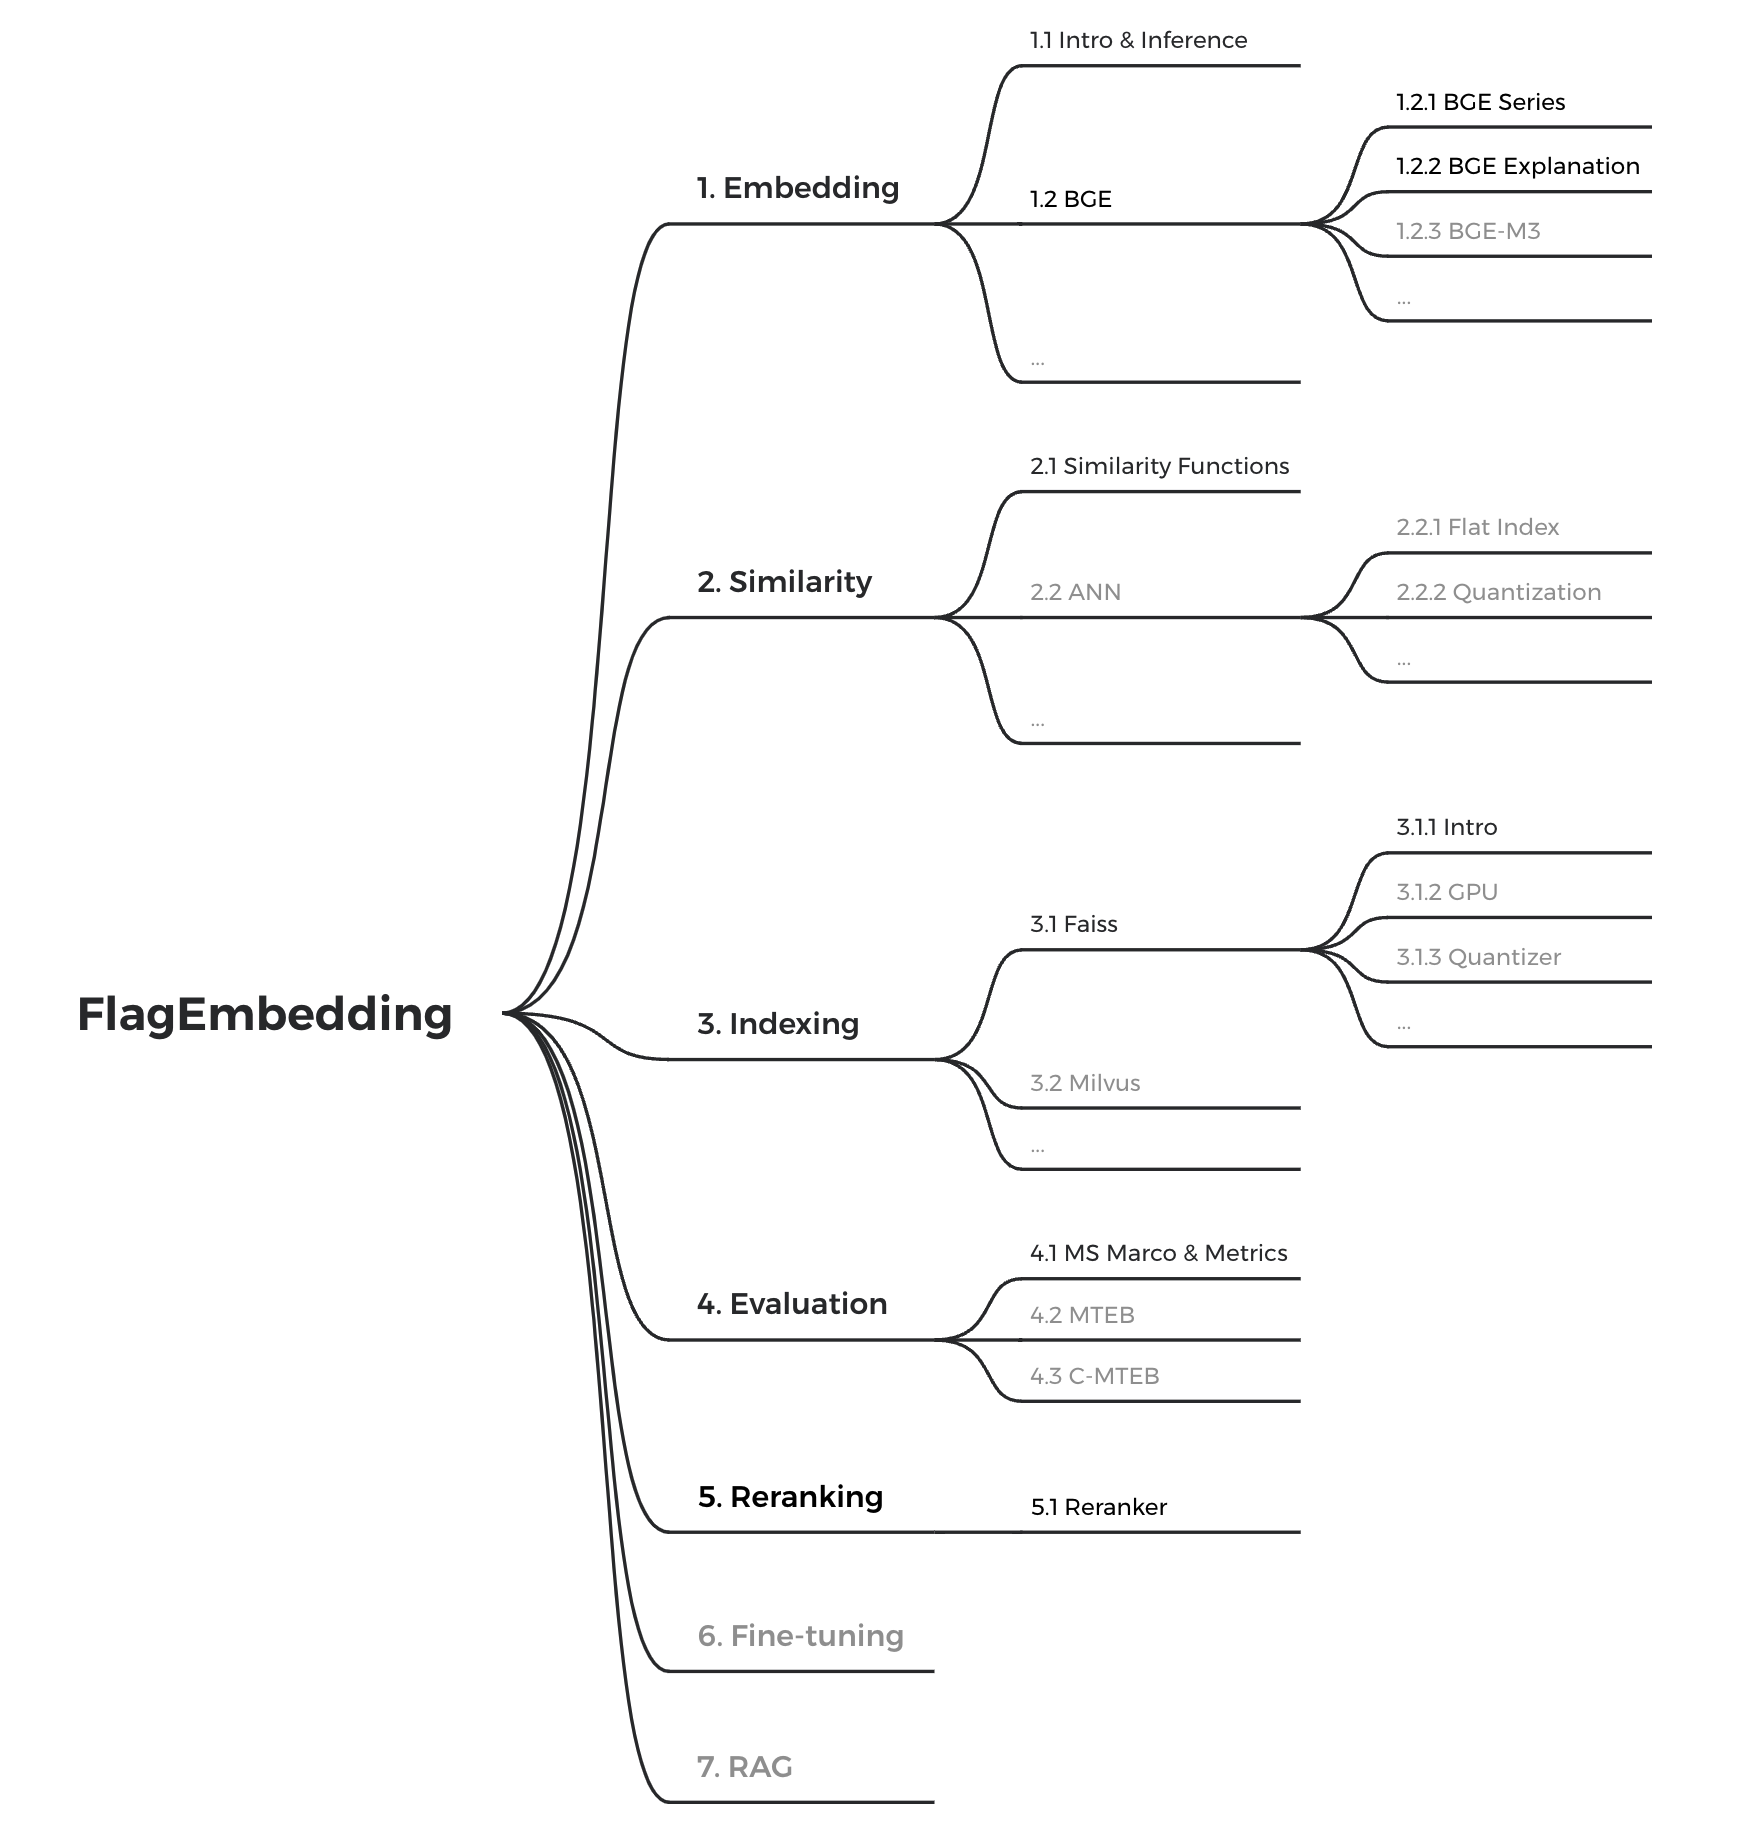 FlagEmbedding
1. Embedding
1.1 Intro & Inference
1.2 BGE
1.2.1 BGE Series
1.2.2 BGE Explanation
1.2.3 BGE-M3
...
...
2. Similarity
2.1 Similarity Functions
2.2 ANN
2.2.1 Flat Index
2.2.2 Quantization
...
...
3. Indexing
3.1 Faiss
3.1.1 Intro
3.1.2 GPU
3.1.3 Quantizer
...
3.2 Milvus
...
4. Evaluation
4.1 MS Marco & Metrics
4.2 MTEB
4.3 C-MTEB
5. Reranking
5.1 Reranker
6. Fine-tuning
7. RAG